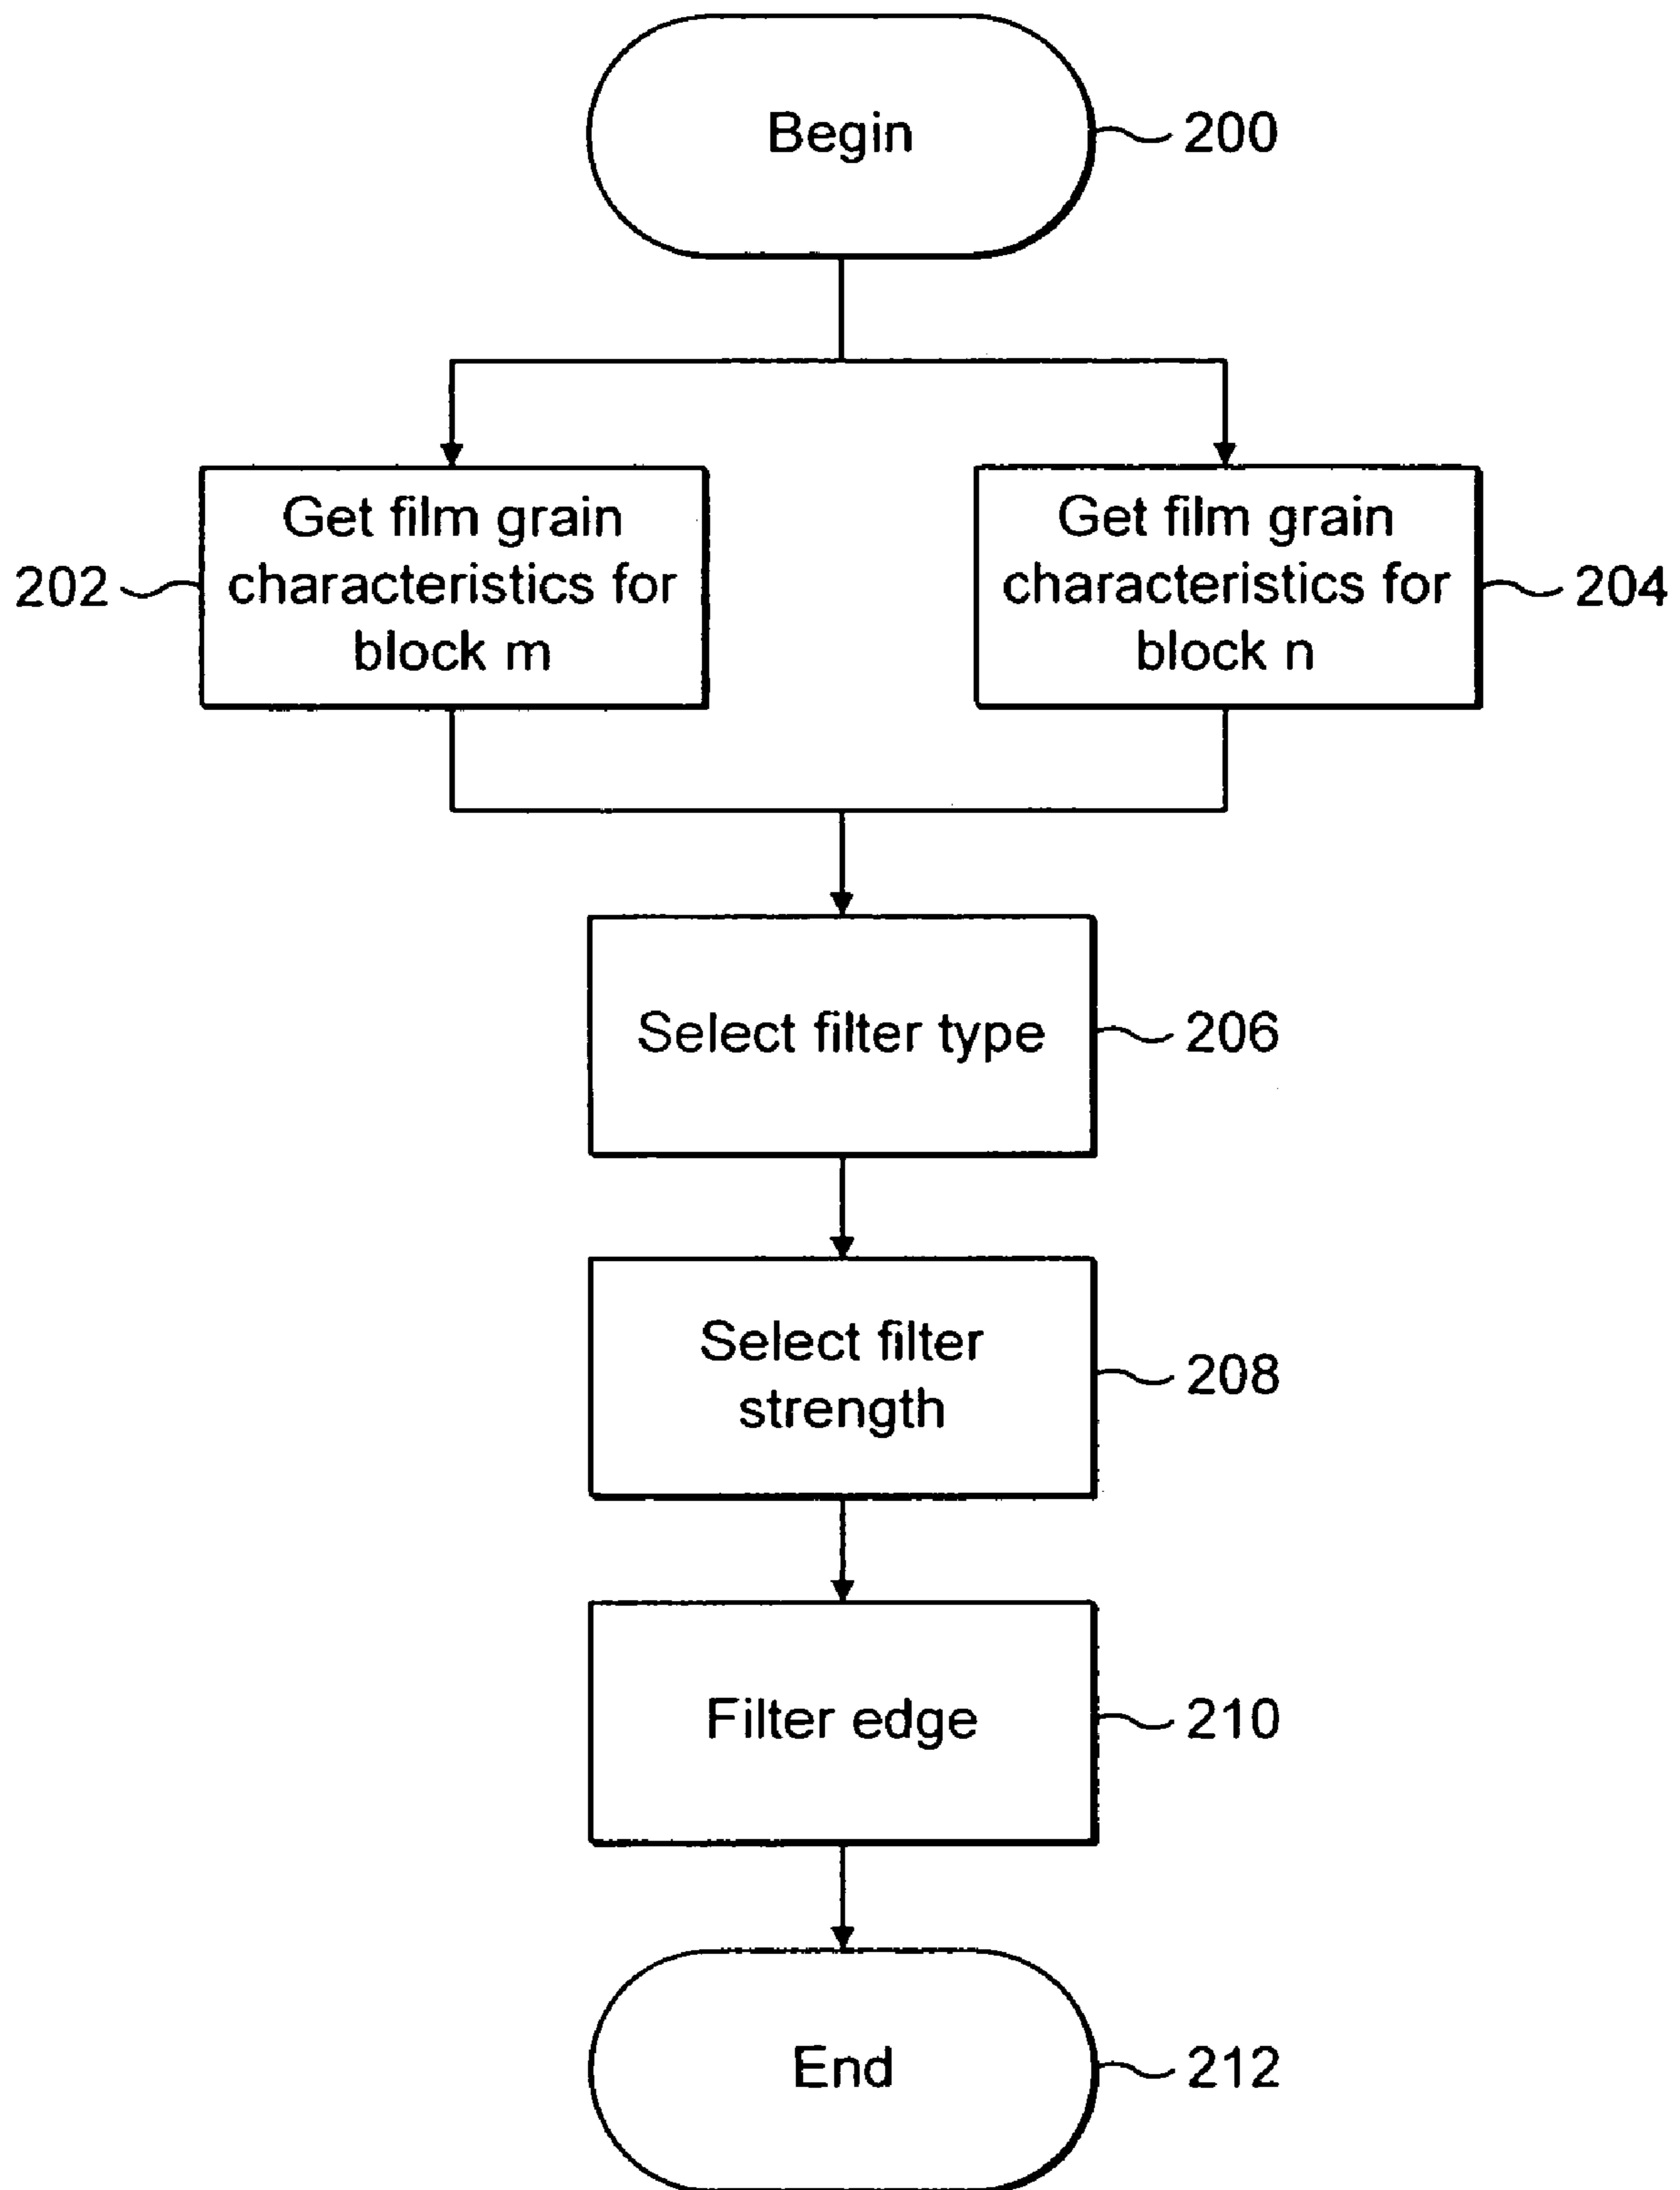 Begin
200
Get film grain
characteristics for
block m
202
Get film grain
characteristics for
block n
204
Select filter type
206
Select filter
strength
208
Filter edge
210
End
212